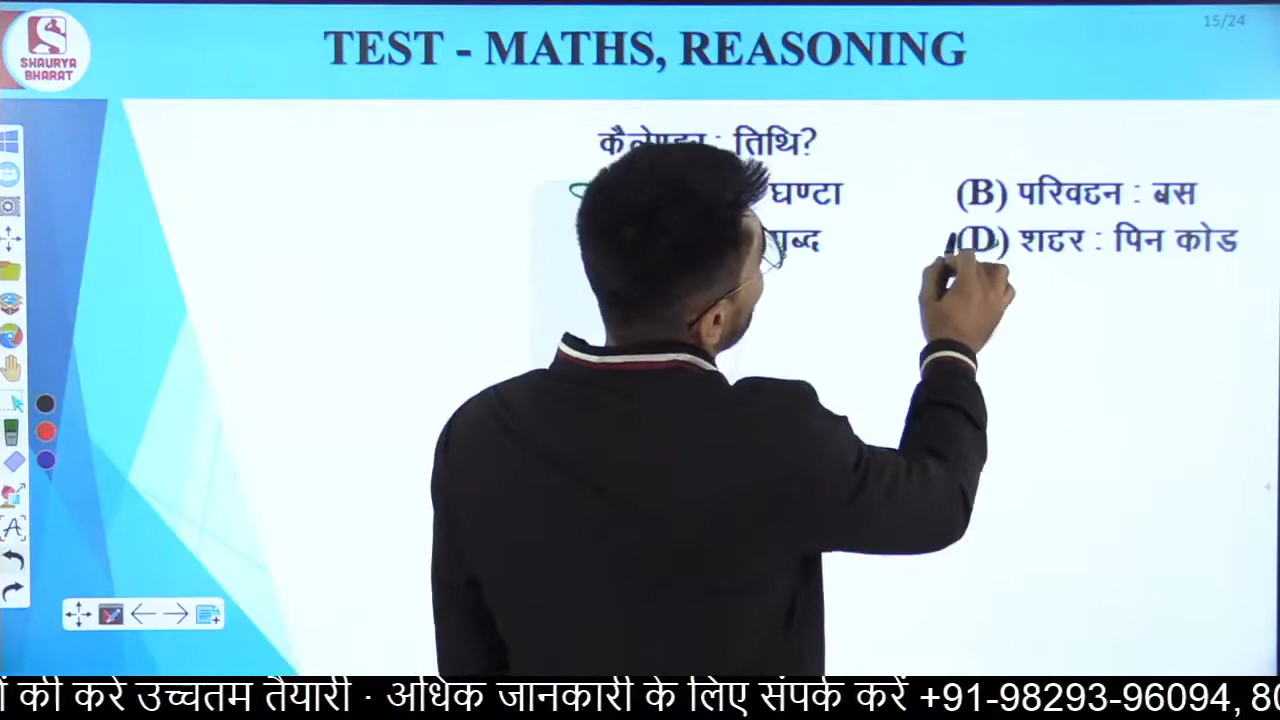 15/24
SHAURYA
BHARAT
TEST - MATHS, REASONING
तिथि?
घण्टा
(B) परिवहन : बस
(D) शहर : पिन कोड
की करे उच्चतम तैयारी · अधिक जानकारी के लिए संपर्क करें +91-98293-96094, 80